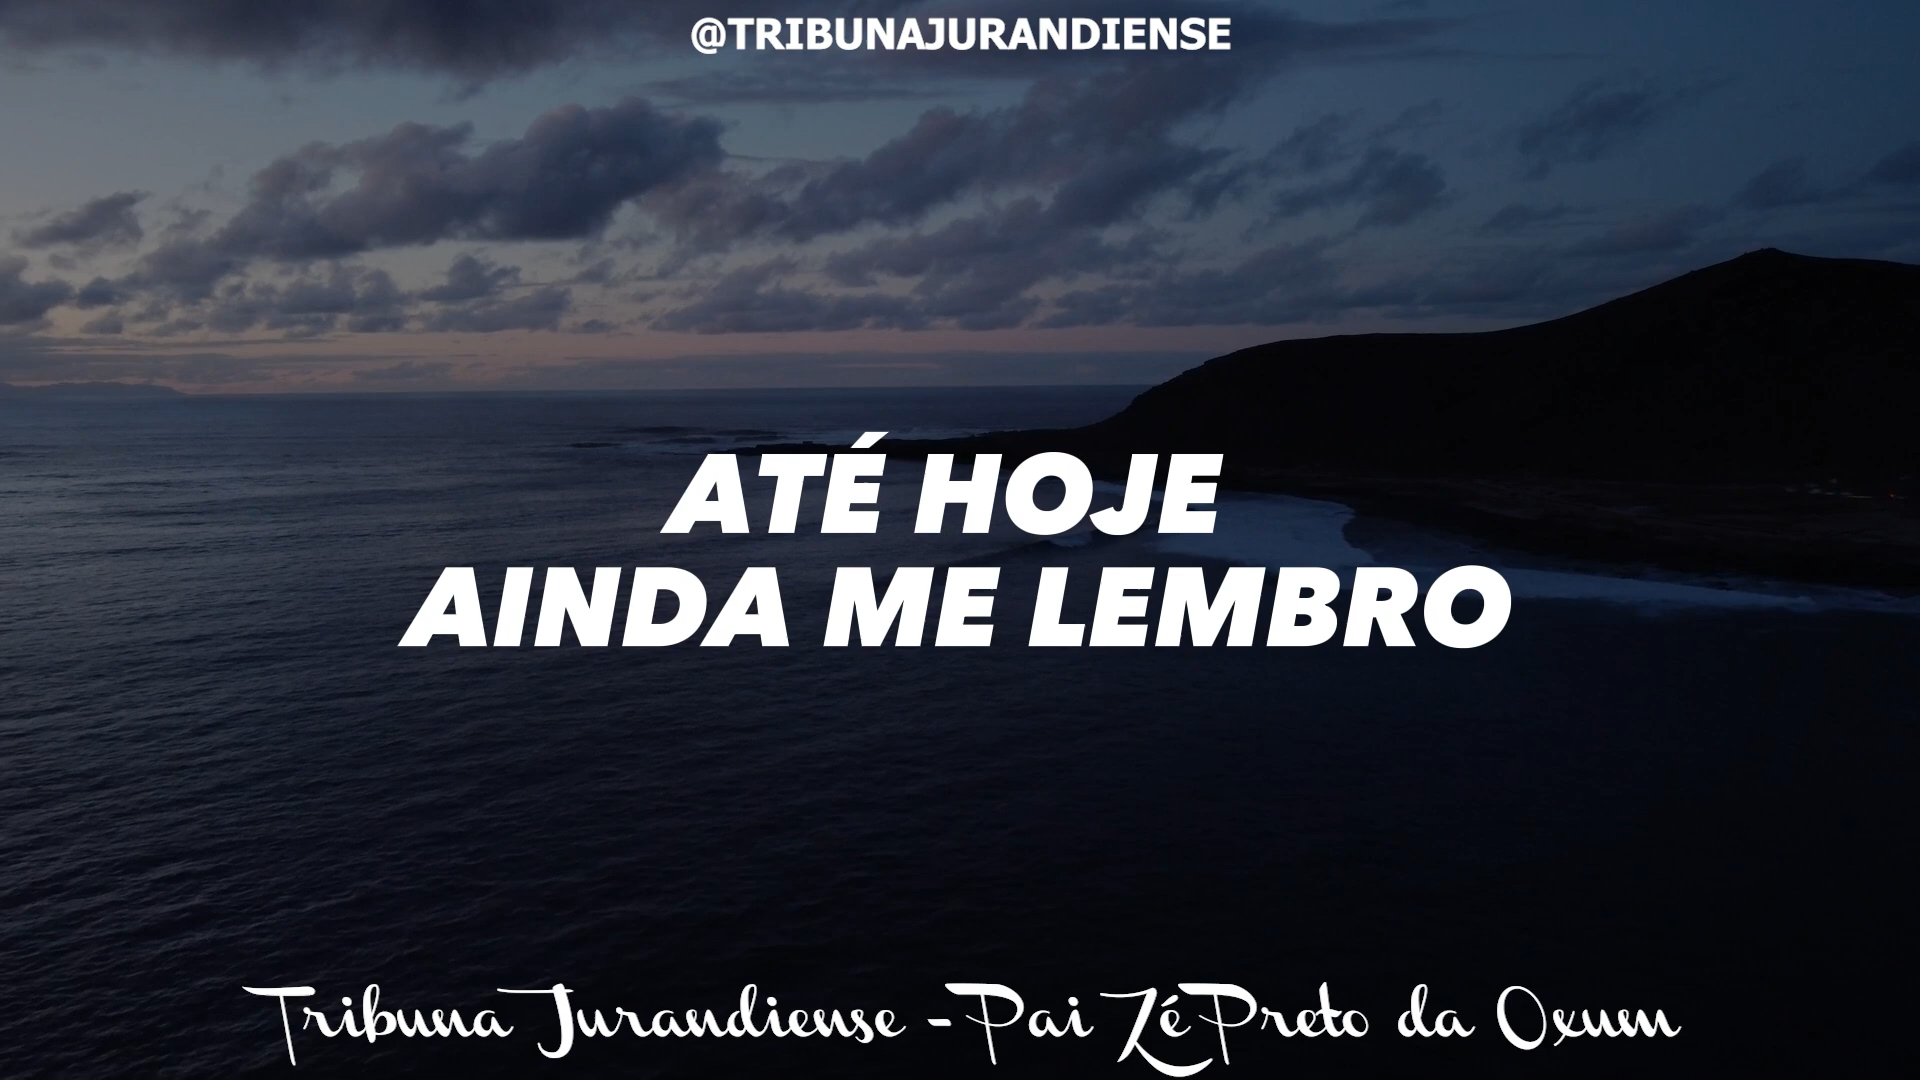 @TRIBUNAJURANDIENSE
ATÉ HOJE
AINDA ME LEMBRO
Tribuna Jurandiense - Pai Zé Preto da Oxum